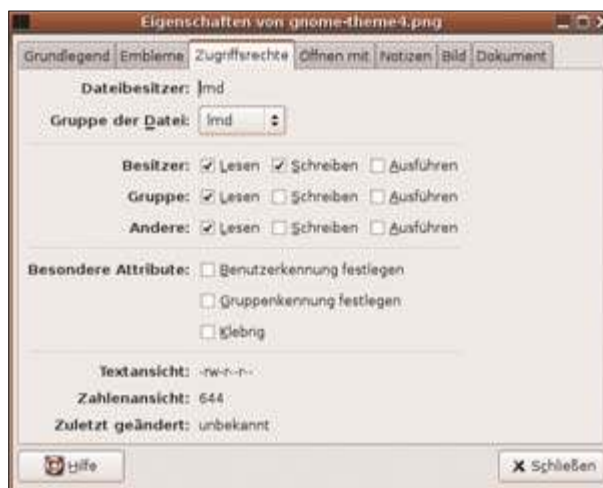 Eigenschaften von gnome-theme4.png
Grundlegend Embleme Zugriffsrechte Öffnen mit Notizen Bild Dokument
Dateibesitzer: lmd
Gruppe der Datei: lmd
Besitzer: Lesen Schreiben Ausführen
Gruppe: Lesen Schreiben Ausführen
Andere: Lesen Schreiben Ausführen
Besondere Attribute: Benutzerkennung festlegen
Gruppenkennung festlegen
Klebrig
Textansicht: -rw-r--r--
Zahlenansicht: 644
Zuletzt geändert: unbekannt
Hilfe Schließen